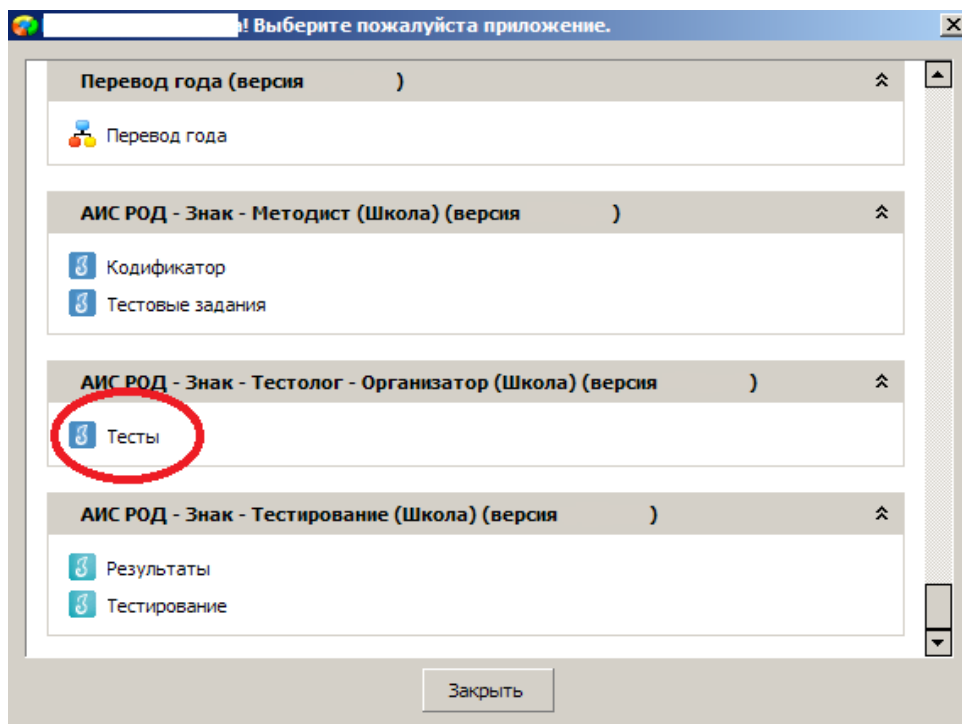 ! Выберите пожалуйста приложение.
Перевод года (версия )
Перевод года
АИС РОД - Знак - Методист (Школа) (версия )
Кодификатор
Тестовые задания
АИС РОД - Знак - Тестолог - Организатор (Школа) (версия )
Тесты
АИС РОД - Знак - Тестирование (Школа) (версия )
Результаты
Тестирование
Закрыть